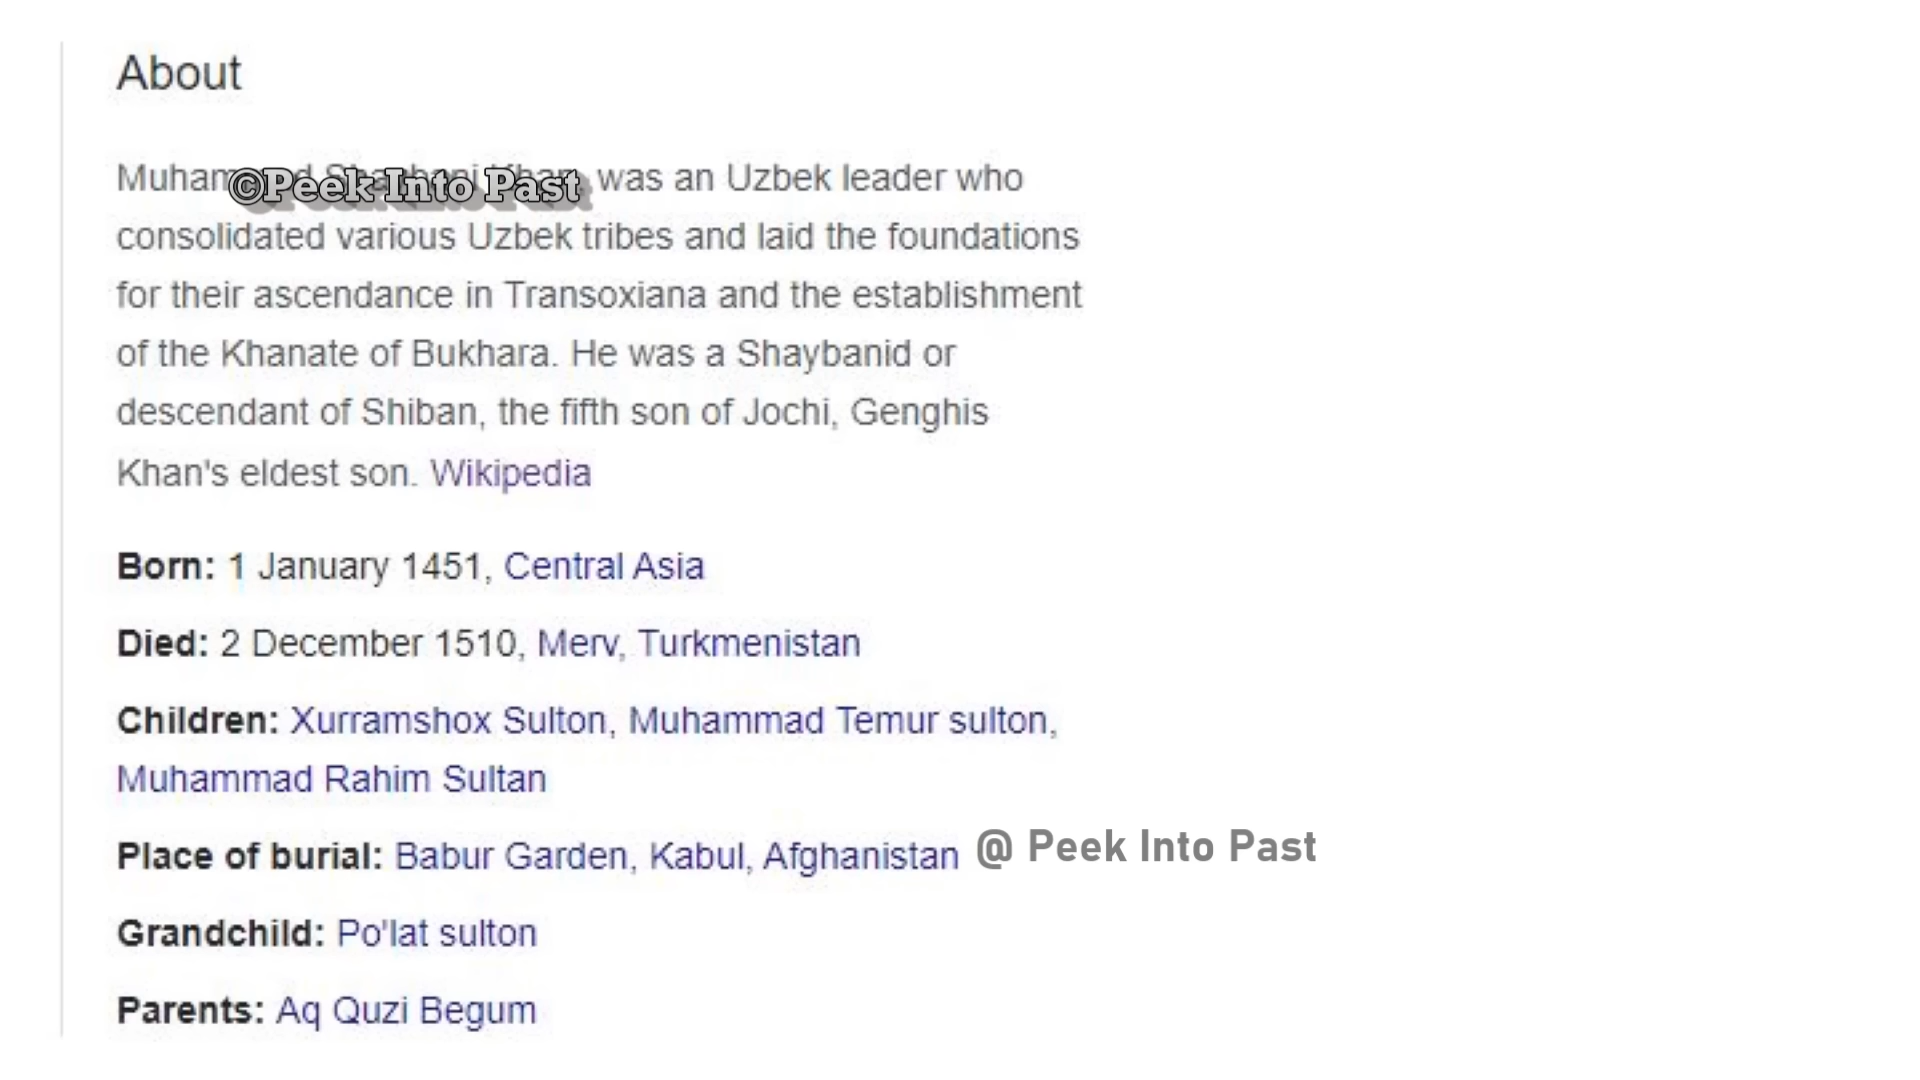 About
Muhammad Shaybani Khan, was an Uzbek leader who
©Peek Into Past
consolidated various Uzbek tribes and laid the foundations
for their ascendance in Transoxiana and the establishment
of the Khanate of Bukhara. He was a Shaybanid or
descendant of Shiban, the fifth son of Jochi, Genghis
Khan's eldest son. Wikipedia
Born: 1 January 1451, Central Asia
Died: 2 December 1510, Merv, Turkmenistan
Children: Xurramshox Sulton, Muhammad Temur sulton,
Muhammad Rahim Sultan
Place of burial: Babur Garden, Kabul, Afghanistan
@ Peek Into Past
Grandchild: Po'lat sulton
Parents: Aq Quzi Begum